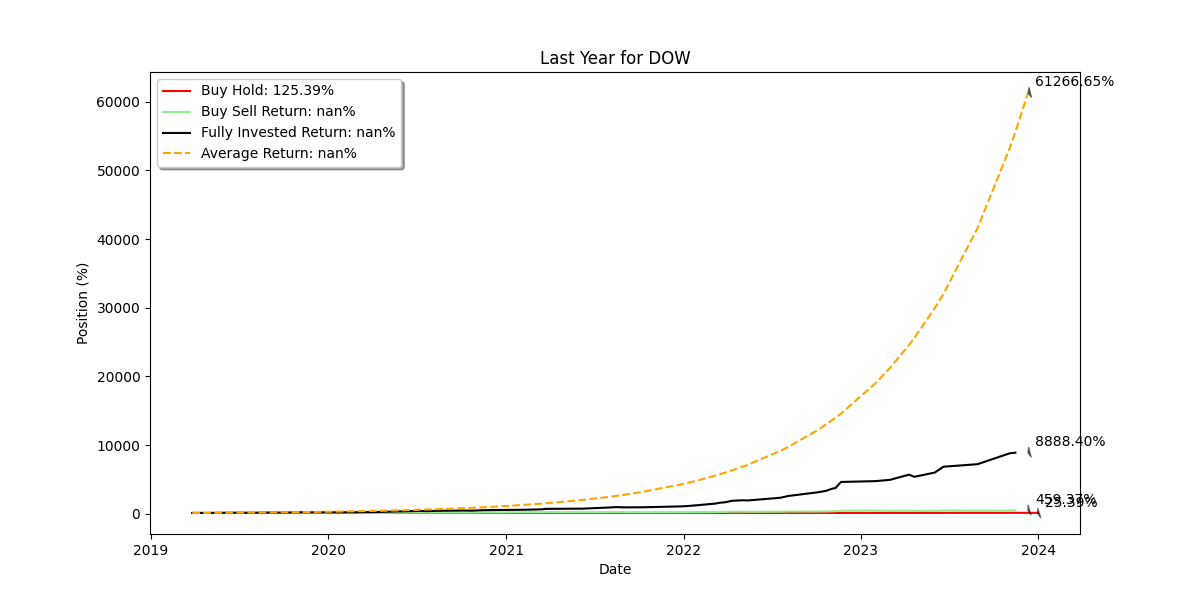 Last Year for DOW
Buy Hold: 125.39%
Buy Sell Return: nan%
Fully Invested Return: nan%
Average Return: nan%
61266.65%
8888.40%
459.37%
25.39%
Position (%)
60000
50000
40000
30000
20000
10000
0
2019
2020
2021
2022
2023
2024
Date